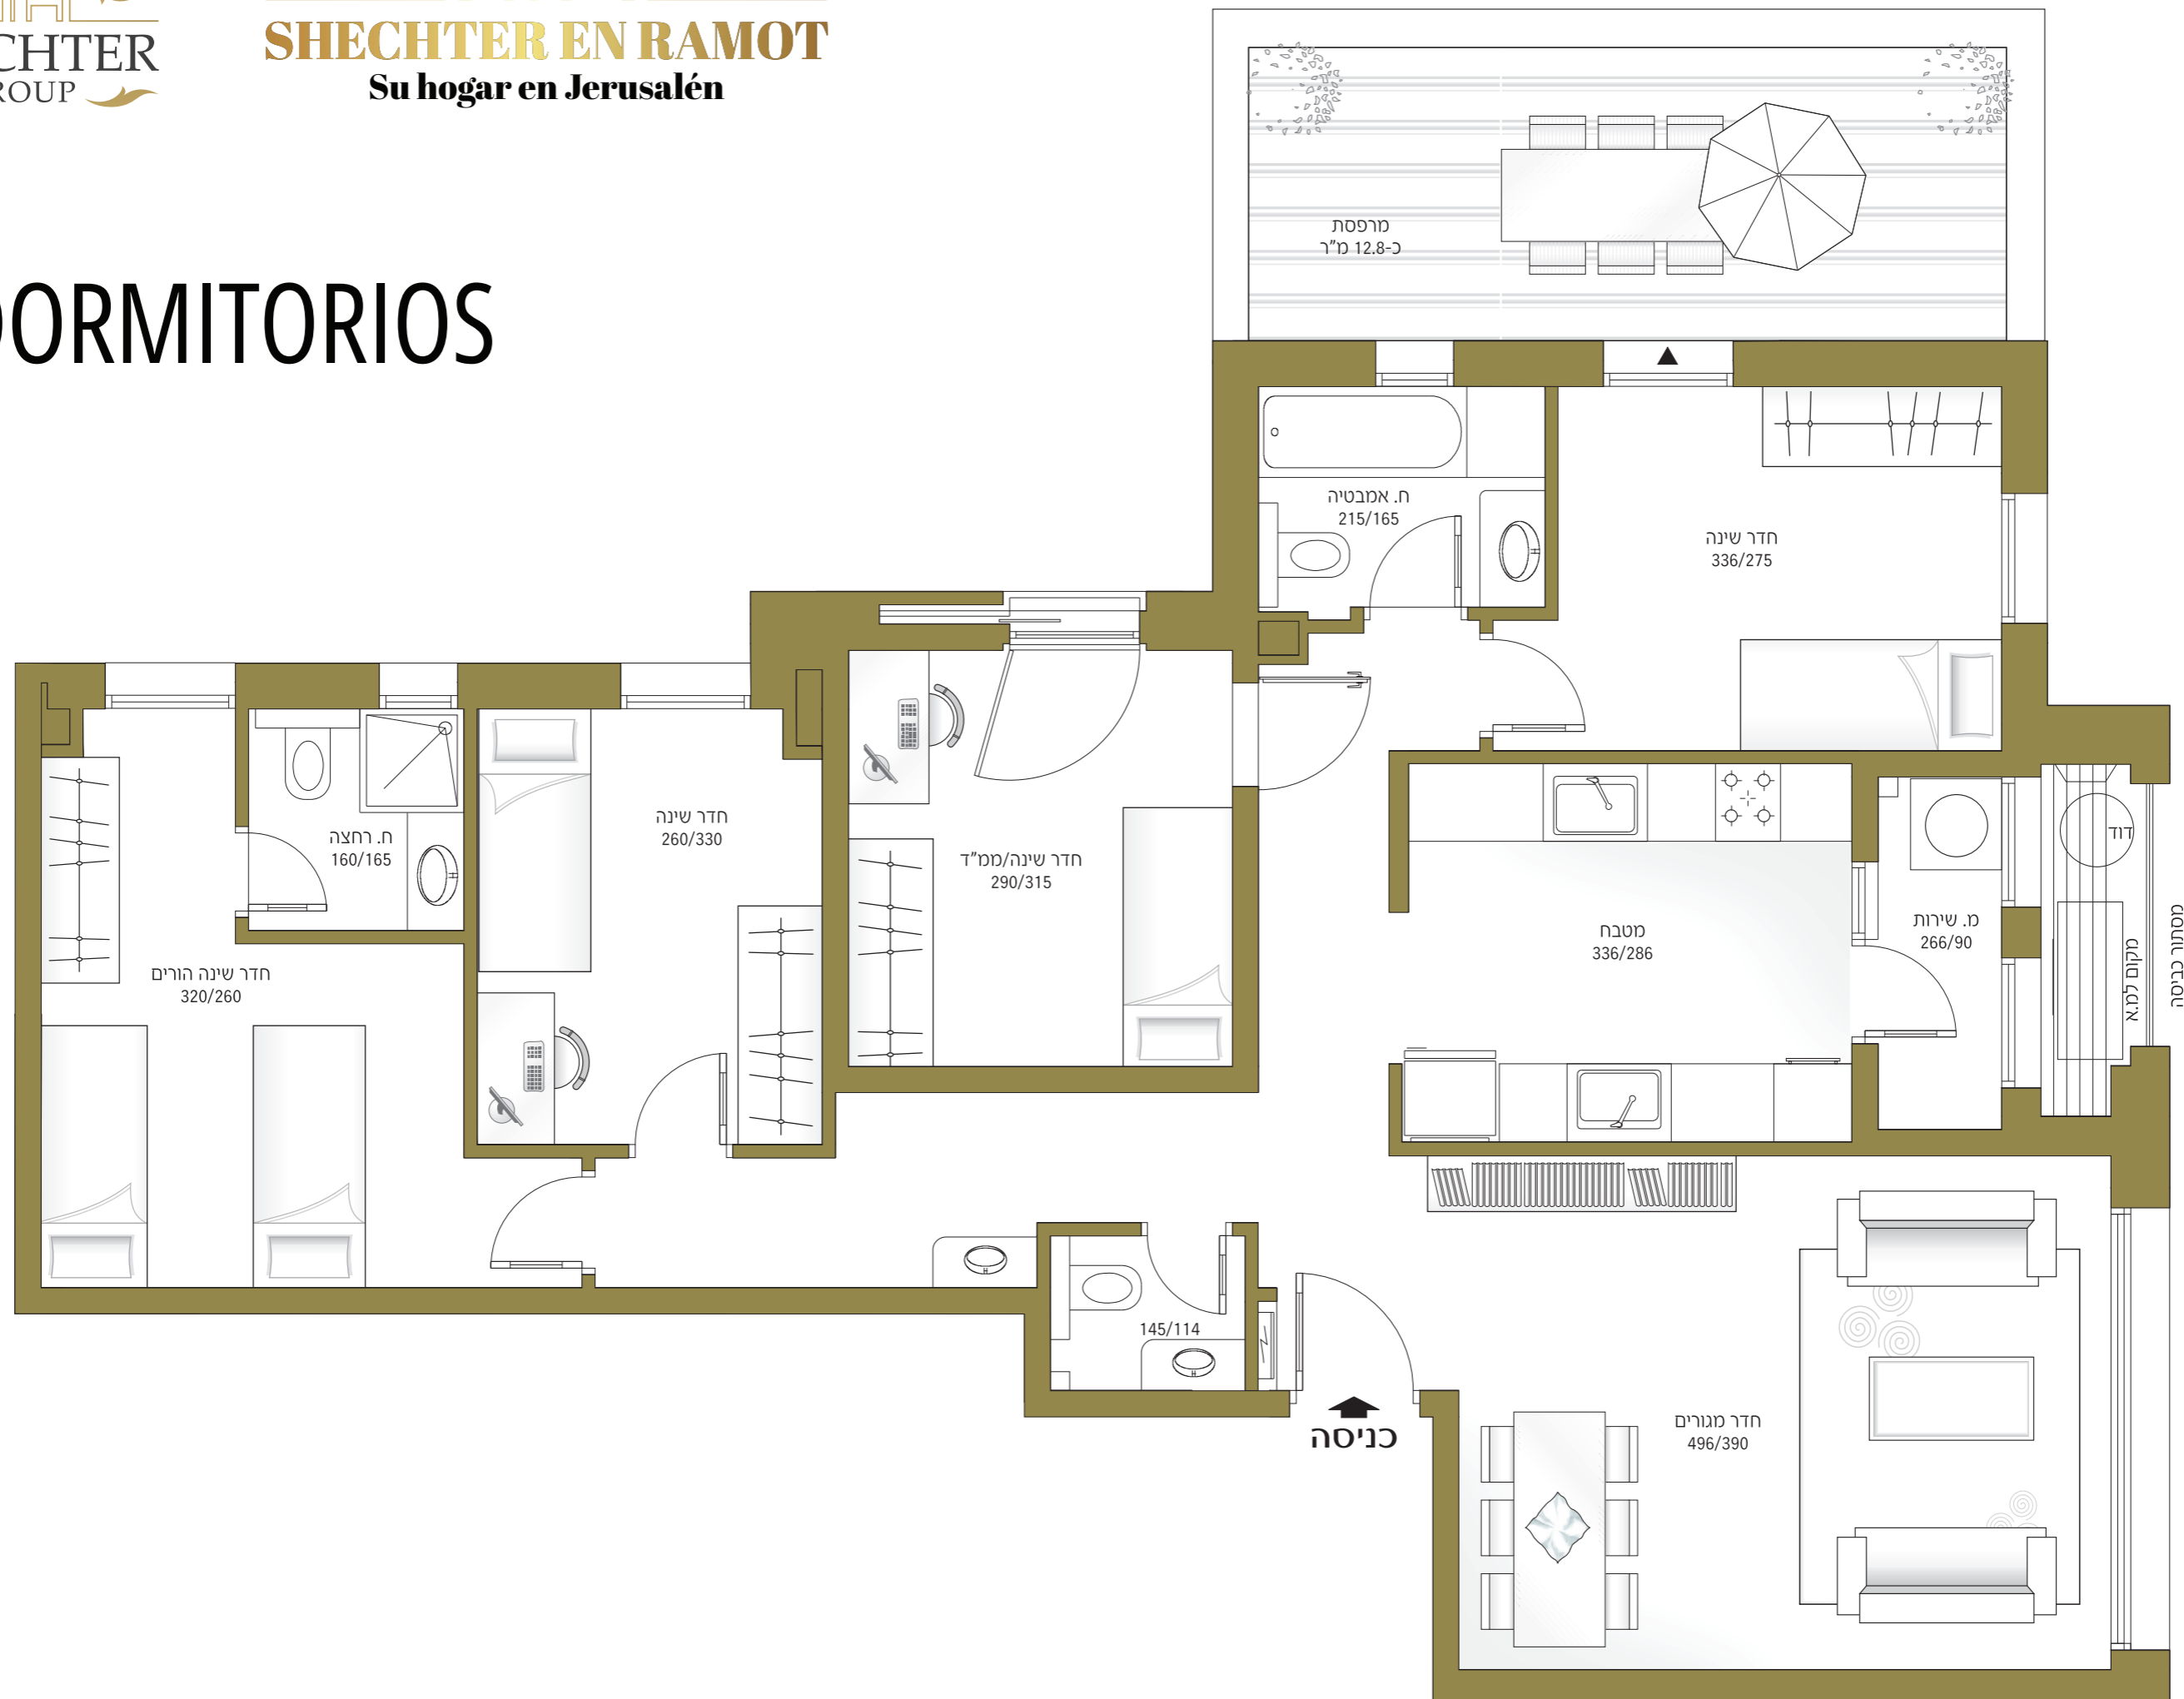 CHTER
ROUP
SHECHTER EN RAMOT
Su hogar en Jerusalén
DORMITORIOS
מרפסת
כ-12.8 מ"ר
ח. אמבטיה
215/165
חדר שינה
336/275
ח. רחצה
160/165
חדר שינה
260/330
חדר שינה/ממ"ד
290/315
דוד
מטבח
336/286
מ. שירות
266/90
מקום למ.א
מסתור כביסה
חדר שינה הורים
320/260
145/114
כניסה
חדר מגורים
496/390